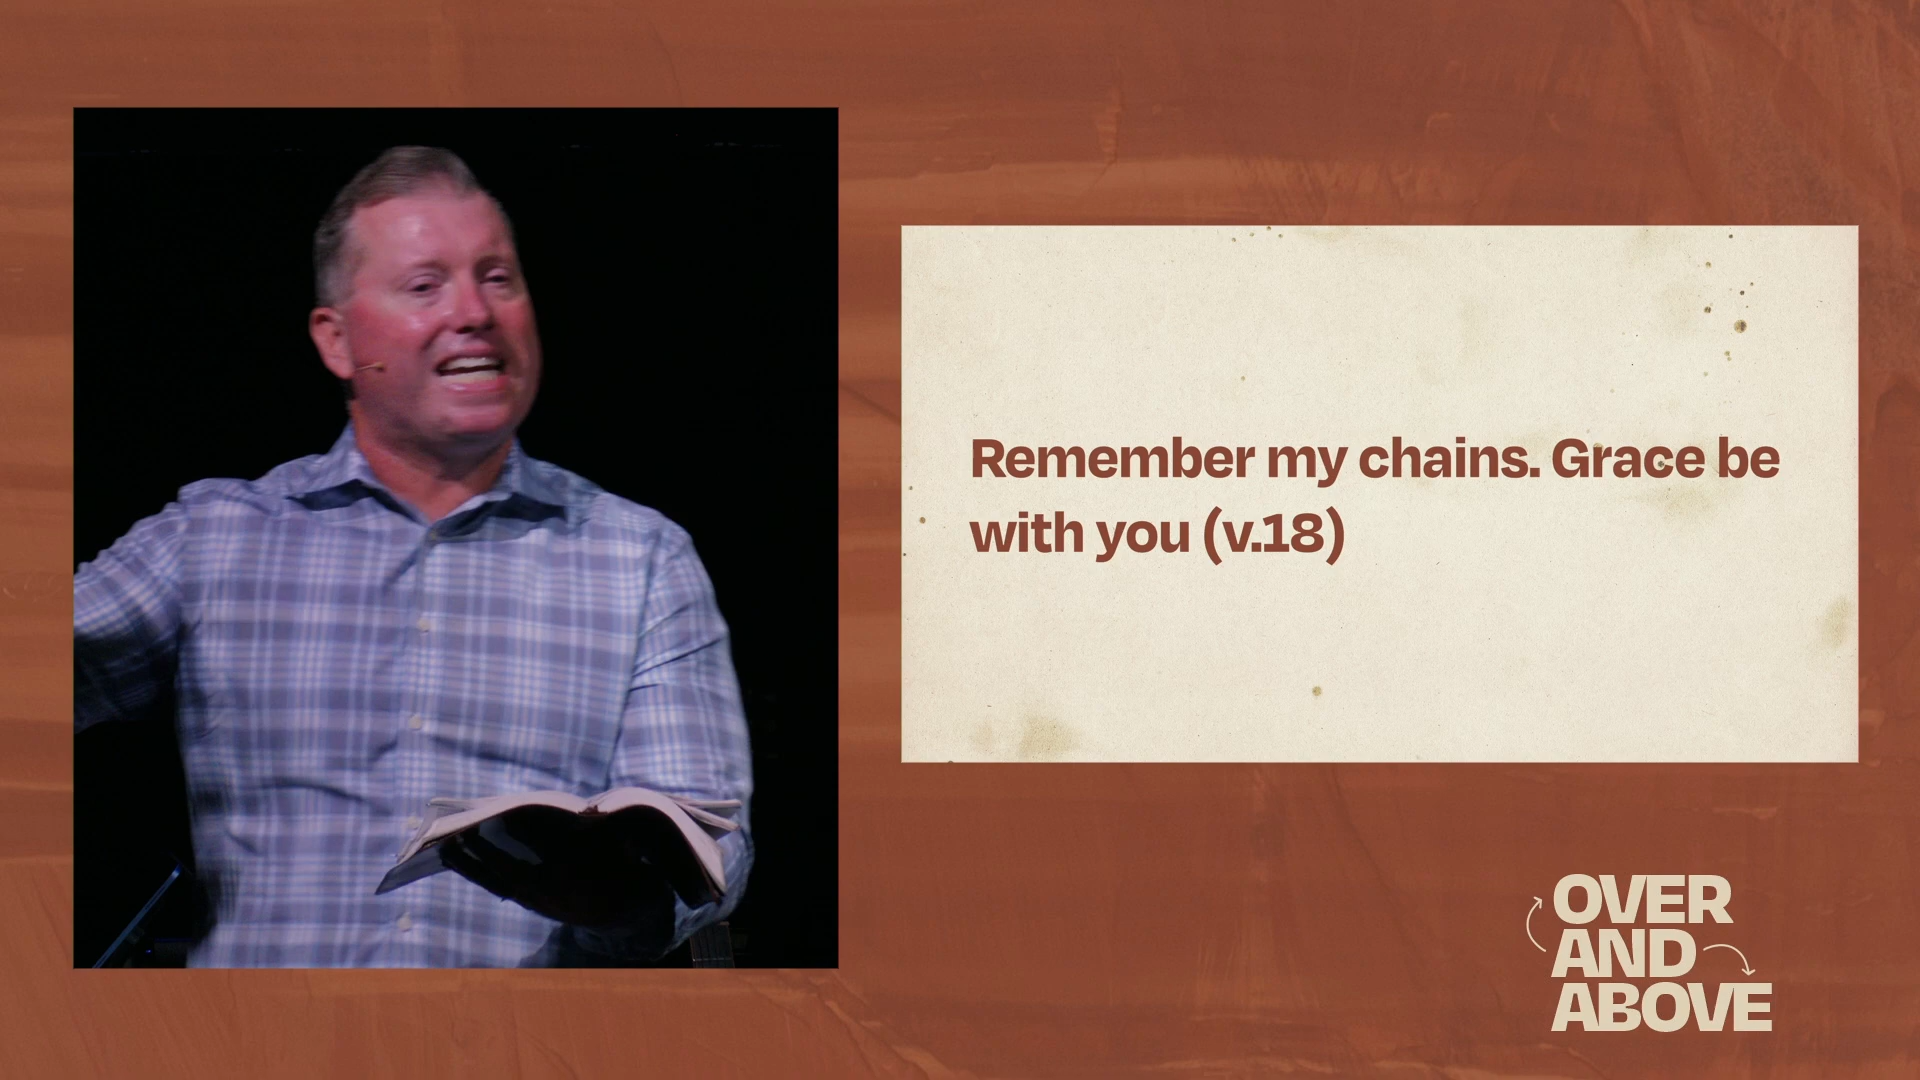 Remember my chains. Grace be
with you (v.18)
OVER
AND
ABOVE